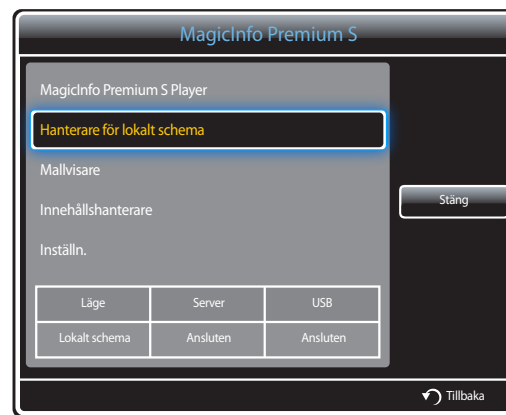 MagicInfo Premium S
MagicInfo Premium S Player
Hanterare för lokalt schema
Mallvisare
Innehållshanterare
Inställn.
Stäng
Läge Server USB
Lokalt schema Ansluten Ansluten
Tillbaka